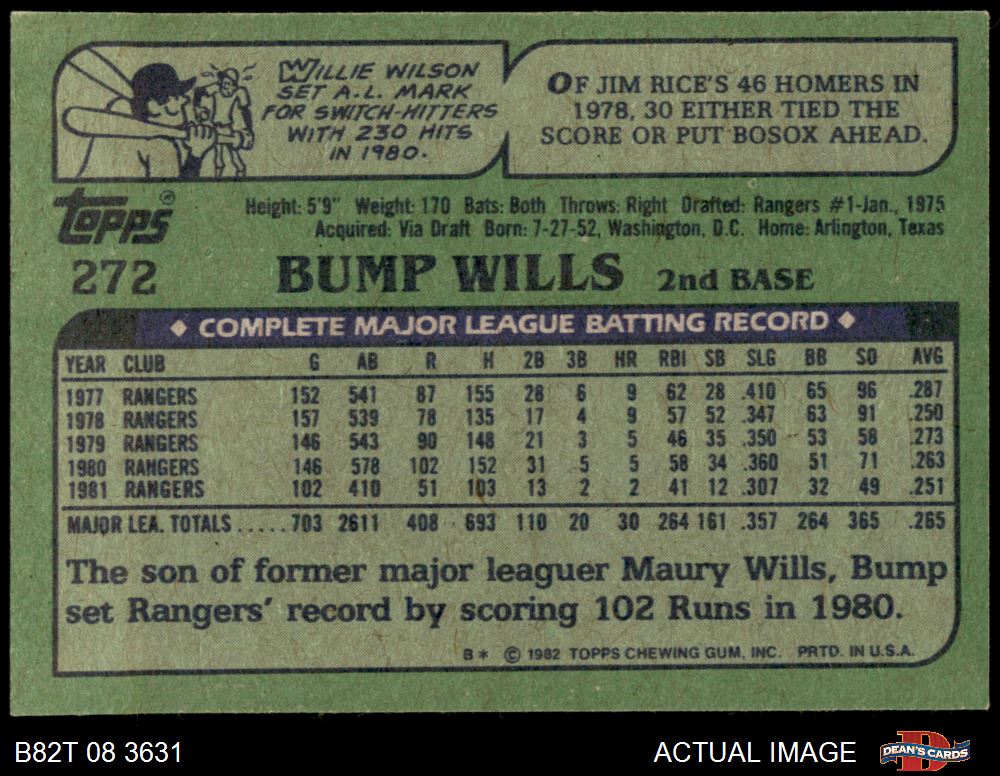 WILLIE WILSON
SET A.L. MARK
FOR SWITCH-HITTERS
WITH 230 HITS
IN 1980.
OF JIM RICE'S 46 HOMERS IN
1978, 30 EITHER TIED THE
SCORE OR PUT BOSOX AHEAD.
topps®
Height: 5'9" Weight: 170 Bats: Both Throws: Right Drafted: Rangers #1-Jan., 1975
Acquired: Via Draft Born: 7-27-52, Washington, D.C. Home: Arlington, Texas
272 BUMP WILLS 2nd BASE
◆ COMPLETE MAJOR LEAGUE BATTING RECORD ◆
YEAR CLUB G AB R H 2B 3B HR RBI SB SLG BB SO AVG
1977 RANGERS 152 541 87 155 28 6 9 62 28 .410 65 96 .287
1978 RANGERS 157 539 78 135 17 4 9 57 52 .347 63 91 .250
1979 RANGERS 146 543 90 148 21 3 5 46 35 .350 53 58 .273
1980 RANGERS 146 578 102 152 31 5 5 58 34 .360 51 71 .263
1981 RANGERS 102 410 51 103 13 2 2 41 12 .307 32 49 .251
MAJOR LEA. TOTALS ..... 703 2611 408 693 110 20 30 264 161 .357 264 365 .265
The son of former major leaguer Maury Wills, Bump
set Rangers' record by scoring 102 Runs in 1980.
B* © 1982 TOPPS CHEWING GUM, INC. PRTD. IN U.S.A.
B82T 08 3631 ACTUAL IMAGE DEAN'S CARDS